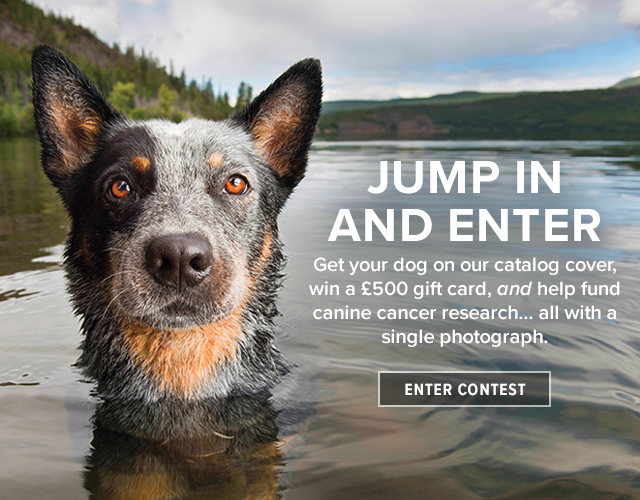 JUMP IN
AND ENTER
Get your dog on our catalog cover,
win a £500 gift card, and help fund
canine cancer research... all with a
single photograph.
ENTER CONTEST